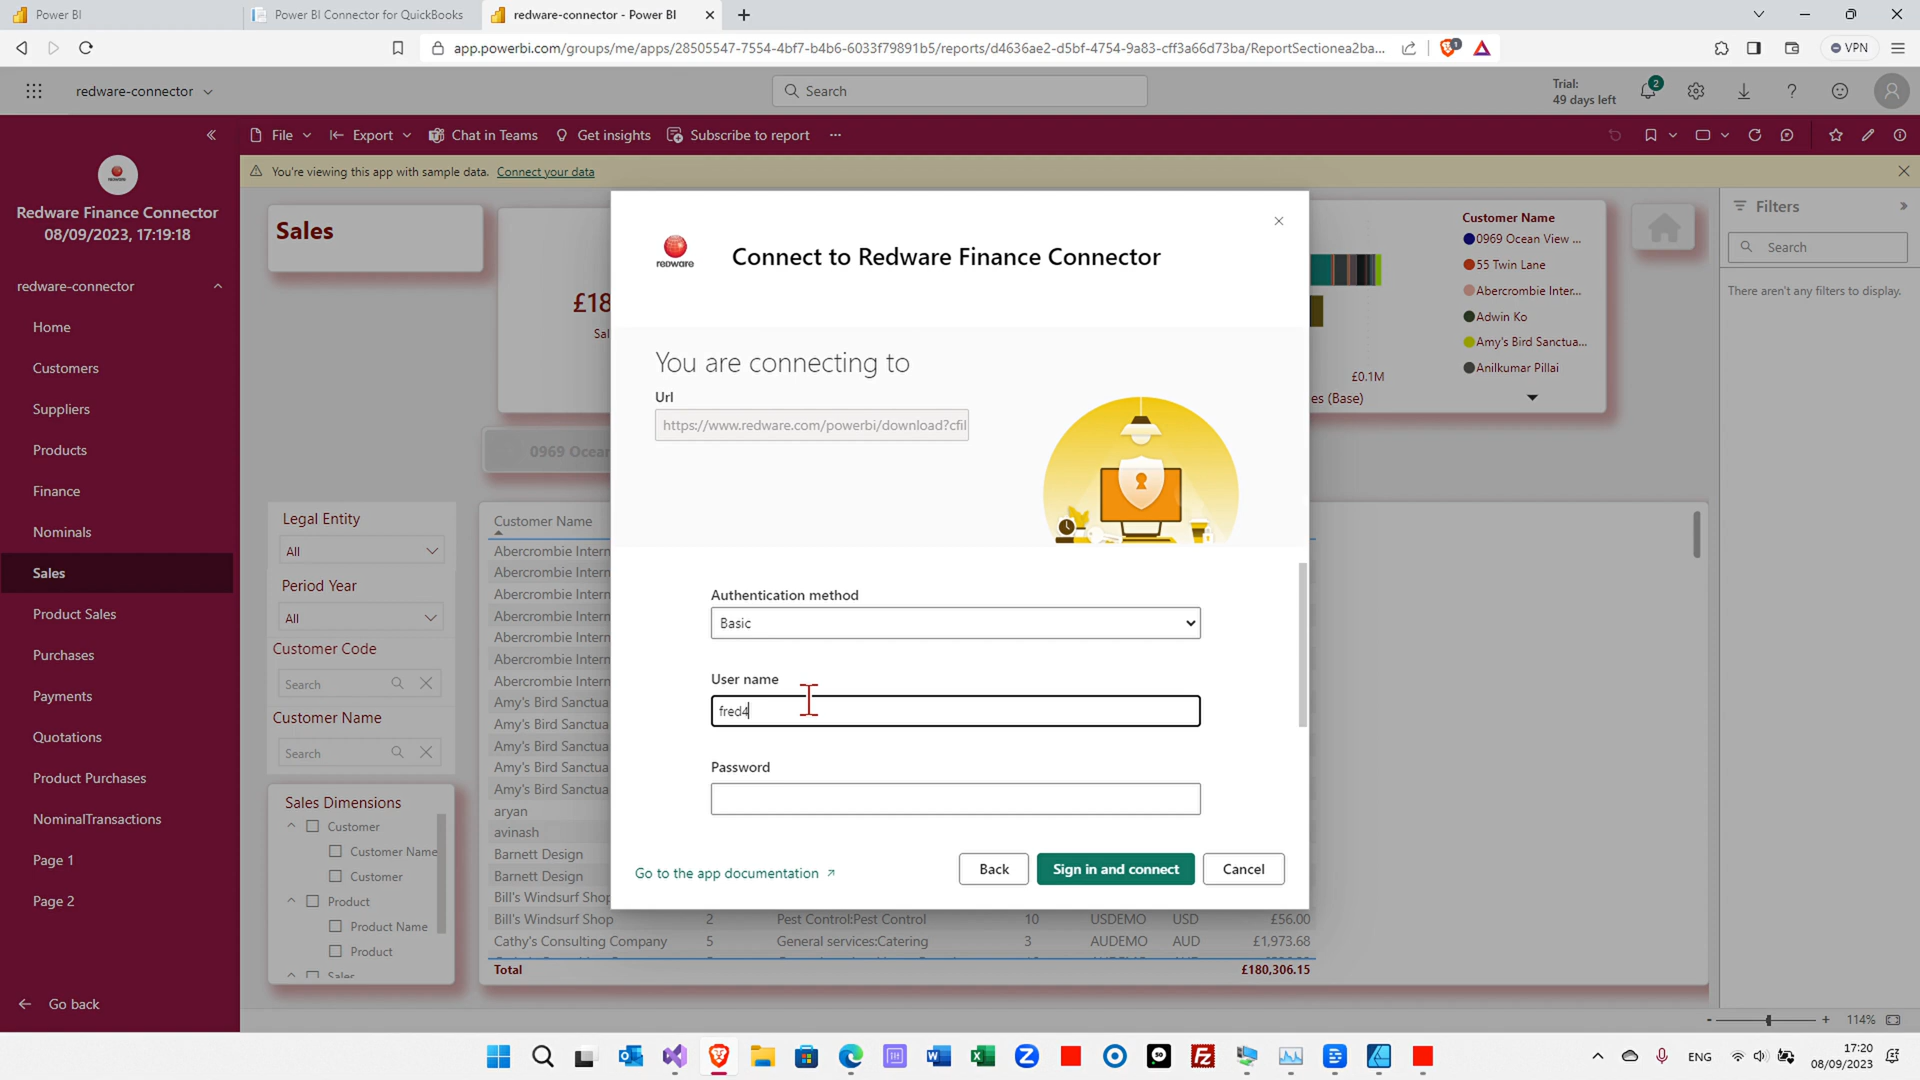 Power BI
Power BI Connector for QuickBooks
redware-connector - Power BI
app.powerbi.com/groups/me/apps/28505547-7554-4bf7-b4b6-6033f79891b5/reports/d4636ae2-d5bf-4754-9a83-cff3a66d73ba/ReportSectionea2ba...
VPN
redware-connector
Search
Trial:
49 days left
2
File
Export
Chat in Teams
Get insights
Subscribe to report
You're viewing this app with sample data. Connect your data
Redware Finance Connector
08/09/2023, 17:19:18
redware-connector
Home
Customers
Suppliers
Products
Finance
Nominals
Sales
Product Sales
Purchases
Payments
Quotations
Product Purchases
NominalTransactions
Page 1
Page 2
Go back
Sales
£18
Sal
0969 Ocean
Legal Entity
All
Period Year
All
Customer Code
Search
Customer Name
Search
Sales Dimensions
Customer
Customer Name
Customer
Product
Product Name
Product
Sales
Customer Name
Abercrombie Intern
Abercrombie Intern
Abercrombie Intern
Abercrombie Intern
Abercrombie Intern
Abercrombie Intern
Abercrombie Intern
Amy's Bird Sanctua
Amy's Bird Sanctua
Amy's Bird Sanctua
Amy's Bird Sanctua
Amy's Bird Sanctua
aryan
avinash
Barnett Design
Barnett Design
Bill's Windsurf Shop
Bill's Windsurf Shop 2 Pest Control:Pest Control 10 USDEMO USD £56.00
Cathy's Consulting Company 5 General services:Catering 3 AUDEMO AUD £1,973.68
Total £180,306.15
redware
Connect to Redware Finance Connector
You are connecting to
Url
https://www.redware.com/powerbi/download?cfil
Authentication method
Basic
User name
fred4
Password
Go to the app documentation
Back
Sign in and connect
Cancel
£0.1M
es (Base)
Customer Name
0969 Ocean View ...
55 Twin Lane
Abercrombie Inter...
Adwin Ko
Amy's Bird Sanctua...
Anilkumar Pillai
Filters
Search
There aren't any filters to display.
114%
ENG
17:20
08/09/2023